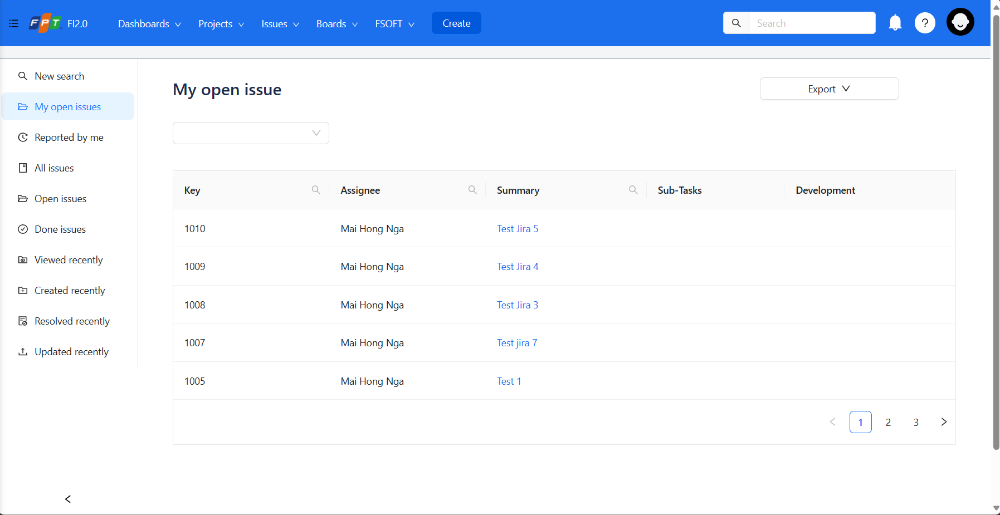 FPT FI2.0 Dashboards Projects Issues Boards FSOFT Create Search ?
New search
My open issues
Reported by me
All issues
Open issues
Done issues
Viewed recently
Created recently
Resolved recently
Updated recently
My open issue
Export
Key Assignee Summary Sub-Tasks Development
1010 Mai Hong Nga Test Jira 5
1009 Mai Hong Nga Test Jira 4
1008 Mai Hong Nga Test Jira 3
1007 Mai Hong Nga Test jira 7
1005 Mai Hong Nga Test 1
1 2 3